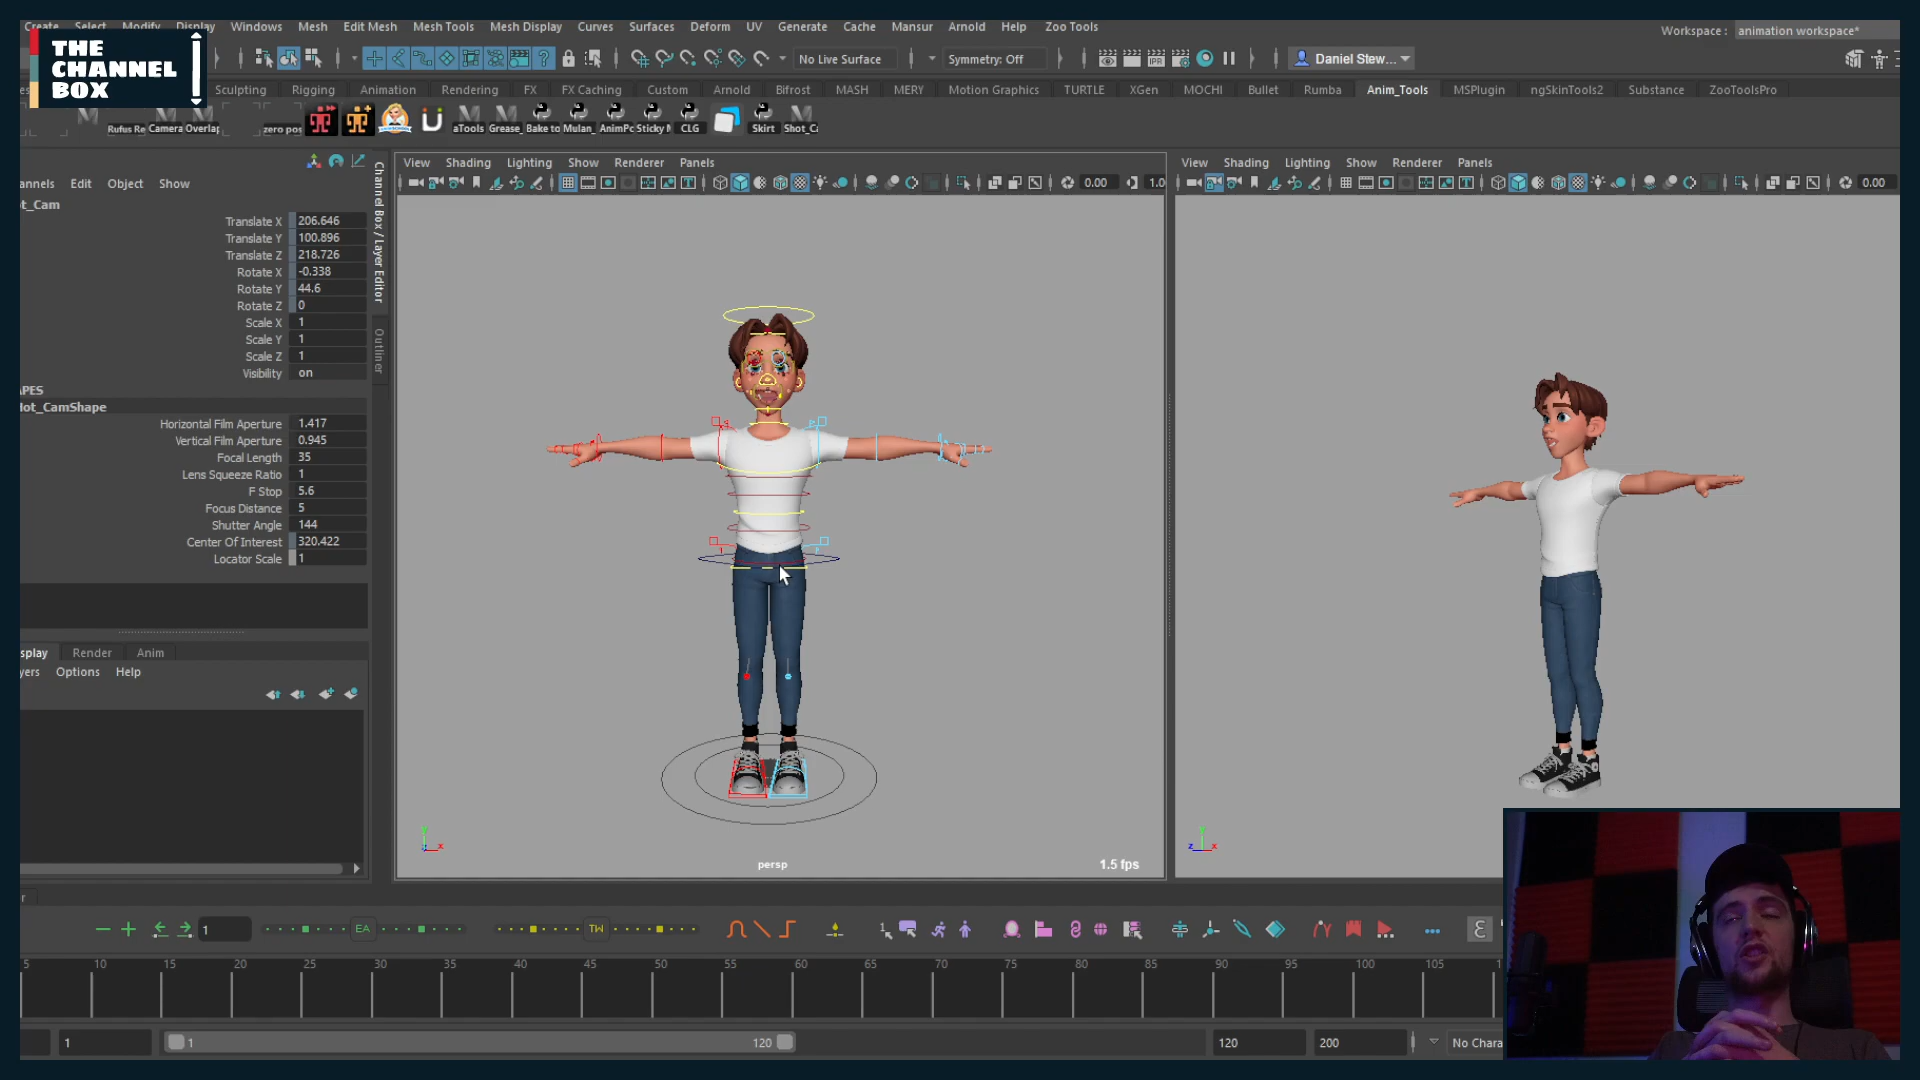 Create Select Modify Display Windows Mesh Edit Mesh Mesh Tools Mesh Display Curves Surfaces Deform UV Generate Cache Mansur Arnold Help Zoo Tools
Workspace : animation workspace*
THE
CHANNEL
BOX
No Live Surface
Symmetry: Off
IPR
Daniel Stew...
Sculpting Rigging Animation Rendering FX FX Caching Custom Arnold Bifrost MASH MERY Motion Graphics TURTLE XGen MOCHI Bullet Rumba Anim_Tools MSPlugin ngSkinTools2 Substance ZooToolsPro
Rufus Re Camera Overlap zero pos aTools Grease_ Bake to Mulan_ AnimPo Sticky M CLG Skirt Shot_Ca
annels Edit Object Show
ot_Cam
Translate X 206.646
Translate Y 100.896
Translate Z 218.726
Rotate X -0.338
Rotate Y 44.6
Rotate Z 0
Scale X 1
Scale Y 1
Scale Z 1
Visibility on
APES
lot_CamShape
Horizontal Film Aperture 1.417
Vertical Film Aperture 0.945
Focal Length 35
Lens Squeeze Ratio 1
F Stop 5.6
Focus Distance 5
Shutter Angle 144
Center Of Interest 320.422
Locator Scale 1
Channel Box / Layer Editor
Outliner
splay Render Anim
yers Options Help
View Shading Lighting Show Renderer Panels
0.00 1.0
persp
1.5 fps
View Shading Lighting Show Renderer Panels
0.00
1
EA
TW
5 10 15 20 25 30 35 40 45 50 55 60 65 70 75 80 85 90 95 100 105
1
1
120
120
200
No Chara